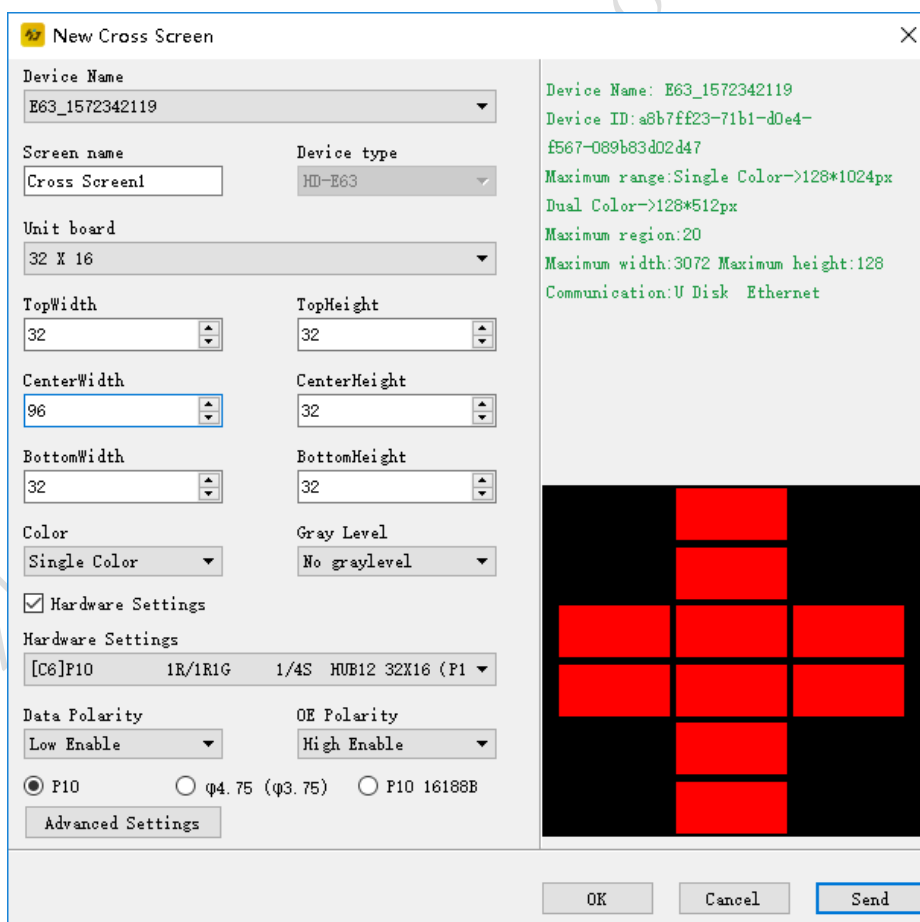 New Cross Screen
Device Name
E63_1572342119
Screen name Device type
Cross Screen1 HD-E63
Unit board
32 X 16
TopWidth TopHeight
32 32
CenterWidth CenterHeight
96 32
BottomWidth BottomHeight
32 32
Color Gray Level
Single Color No graylevel
Hardware Settings
Hardware Settings
[C6]P10 1R/1R1G 1/4S HUB12 32X16 (P1
Data Polarity OE Polarity
Low Enable High Enable
P10 φ4.75 (φ3.75) P10 16188B
Advanced Settings
Device Name: E63_1572342119
Device ID:a8b7ff23-71b1-d0e4-
f567-089b83d02d47
Maximum range:Single Color->128*1024px
Dual Color->128*512px
Maximum region:20
Maximum width:3072 Maximum height:128
Communication:U Disk Ethernet
OK Cancel Send